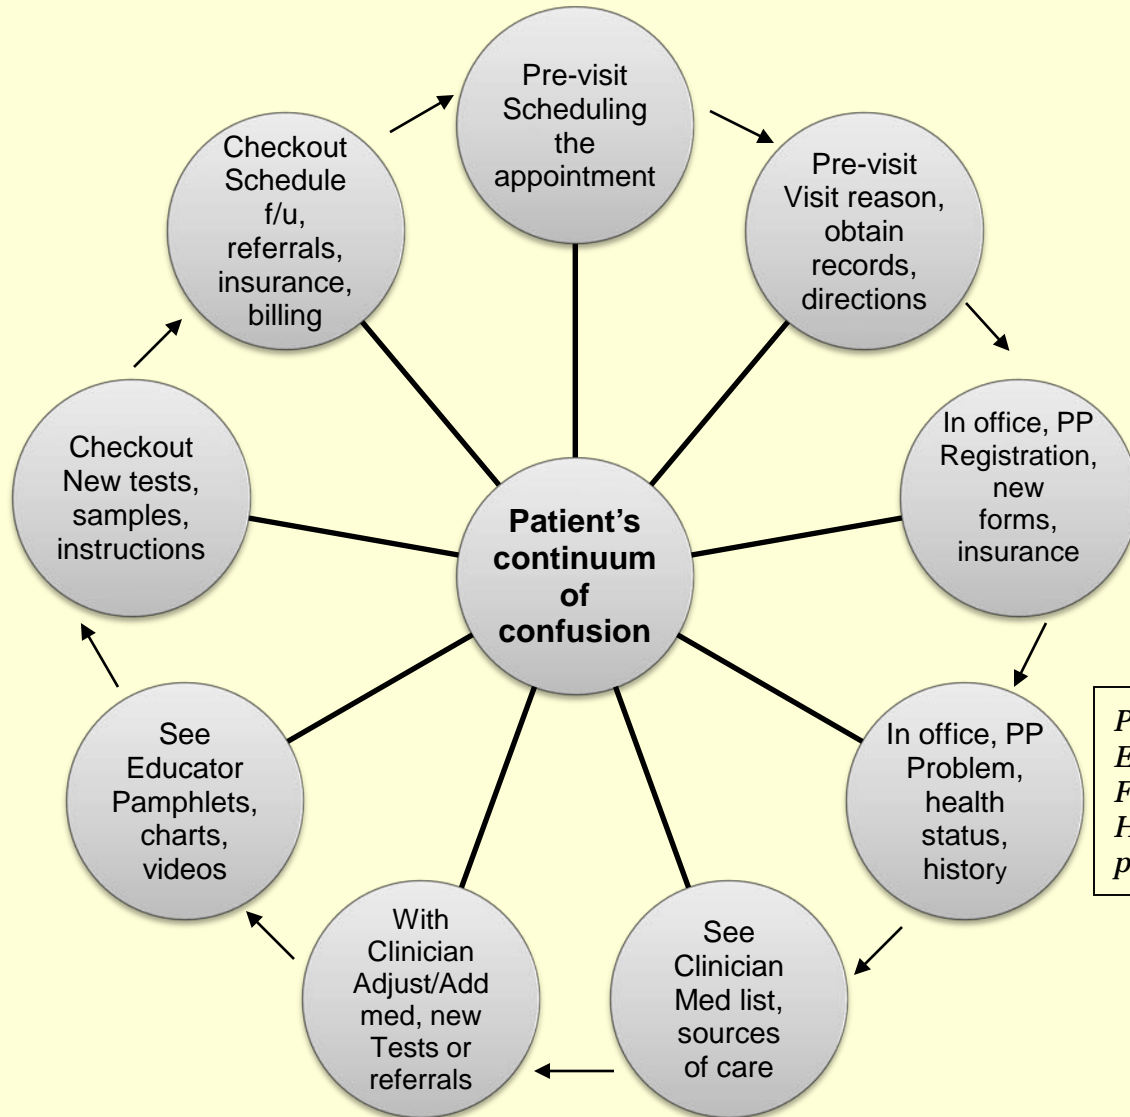 Pre-visit
Scheduling
the
appointment
Pre-visit
Visit reason,
obtain
records,
directions
In office, PP
Registration,
new
forms,
insurance
In office, PP
Problem,
health
status,
history
See
Clinician
Med list,
sources
of care
With
Clinician
Adjust/Add
med, new
Tests or
referrals
See
Educator
Pamphlets,
charts,
videos
Checkout
New tests,
samples,
instructions
Checkout
Schedule
f/u,
referrals,
insurance,
billing
Patient’s
continuum
of
confusion